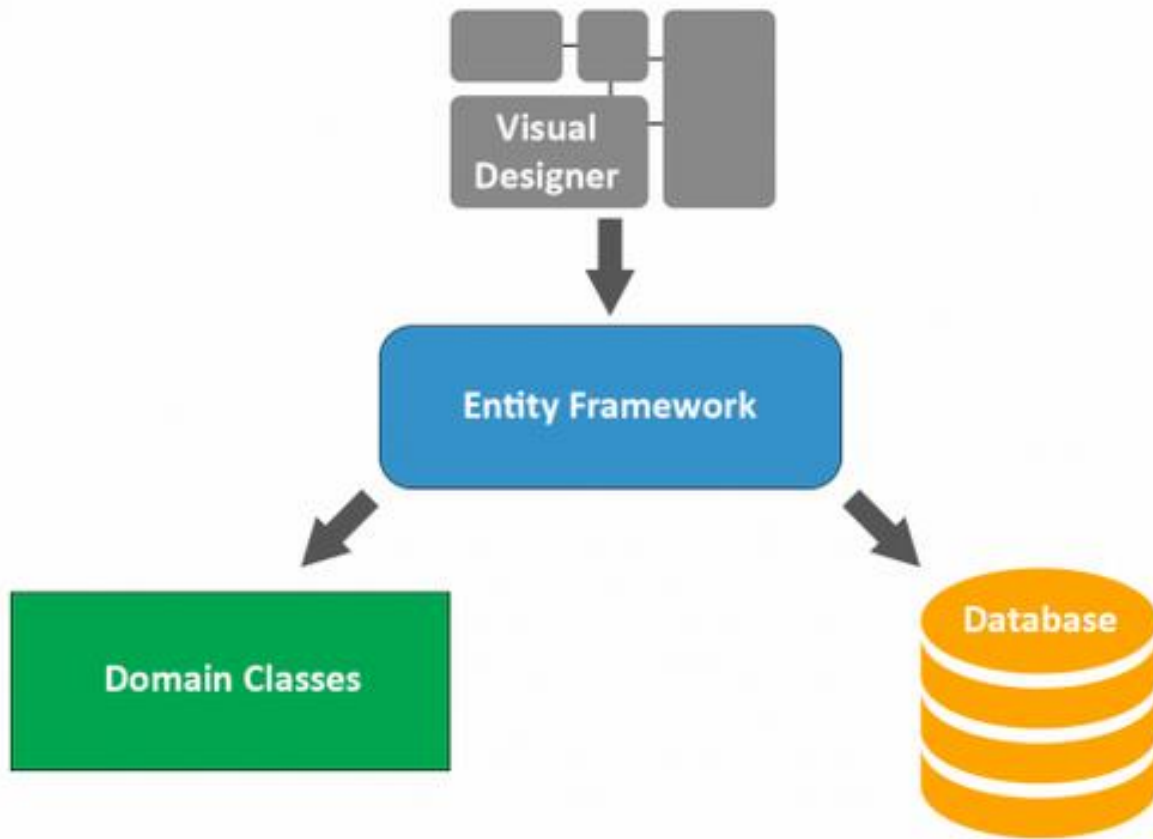 Visual
Designer
Entity Framework
Domain Classes
Database